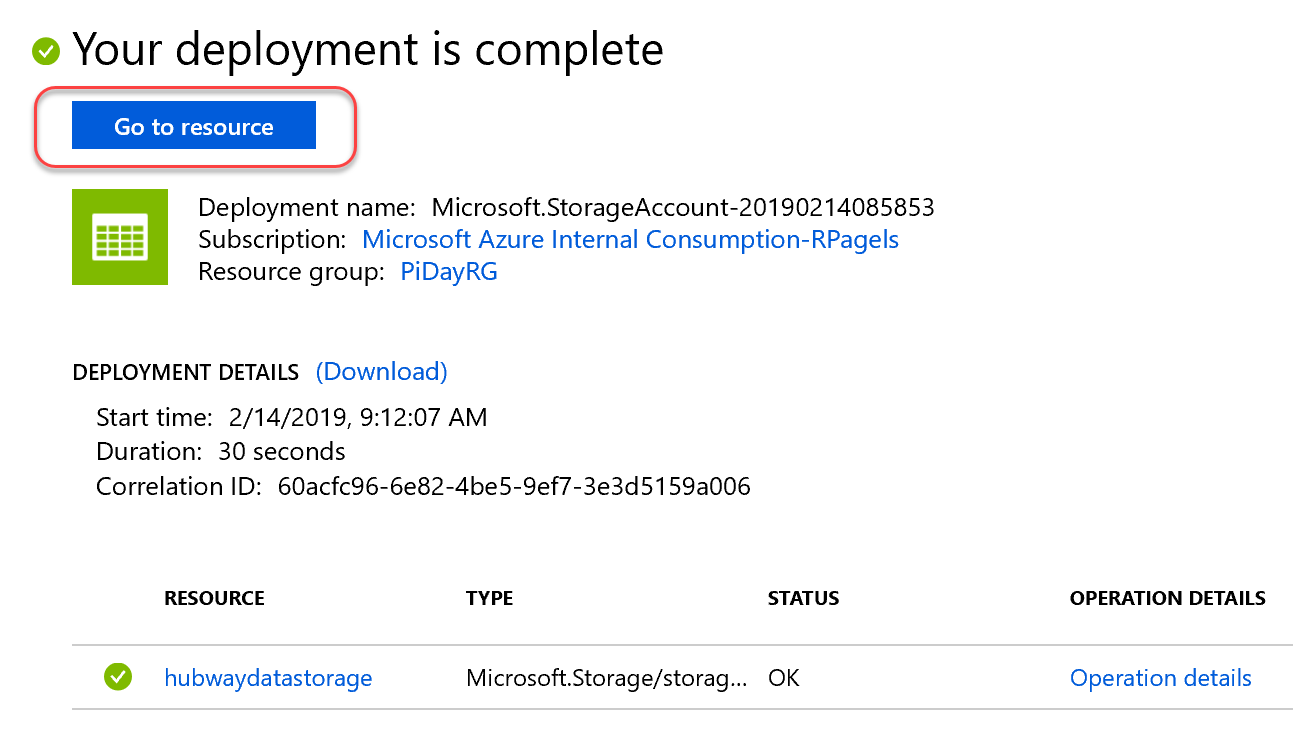 Your deployment is complete
Go to resource
Deployment name: Microsoft.StorageAccount-20190214085853
Subscription: Microsoft Azure Internal Consumption-RPagels
Resource group: PiDayRG
DEPLOYMENT DETAILS (Download)
Start time: 2/14/2019, 9:12:07 AM
Duration: 30 seconds
Correlation ID: 60acfc96-6e82-4be5-9ef7-3e3d5159a006
RESOURCE TYPE STATUS OPERATION DETAILS
hubwaydatastorage Microsoft.Storage/storag... OK Operation details